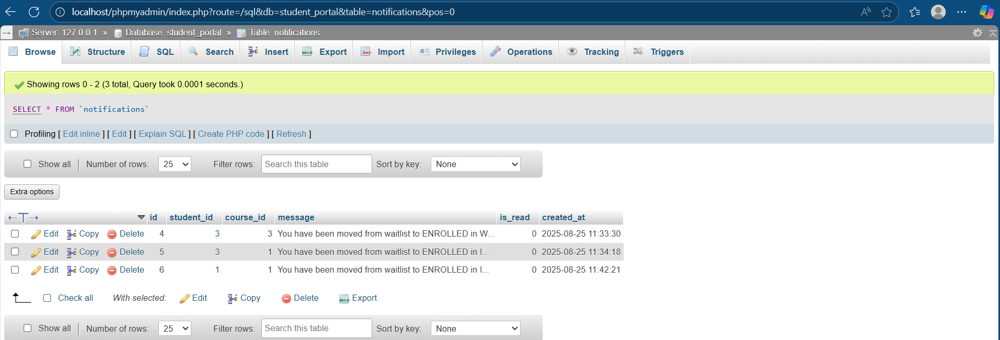 localhost/phpmyadmin/index.php?route=/sql&db=student_portal&table=notifications&pos=0
Server: 127.0.0.1 » Database: student_portal » Table: notifications
Browse Structure SQL Search Insert Export Import Privileges Operations Tracking Triggers
Showing rows 0 - 2 (3 total, Query took 0.0001 seconds.)
SELECT * FROM `notifications`
Profiling [ Edit inline ] [ Edit ] [ Explain SQL ] [ Create PHP code ] [ Refresh ]
Show all | Number of rows: 25 Filter rows: Search this table Sort by key: None
Extra options
id student_id course_id message is_read created_at
Edit Copy Delete 4 3 3 You have been moved from waitlist to ENROLLED in W... 0 2025-08-25 11:33:30
Edit Copy Delete 5 3 1 You have been moved from waitlist to ENROLLED in I... 0 2025-08-25 11:34:18
Edit Copy Delete 6 1 1 You have been moved from waitlist to ENROLLED in I... 0 2025-08-25 11:42:21
Check all With selected: Edit Copy Delete Export
Show all | Number of rows: 25 Filter rows: Search this table Sort by key: None